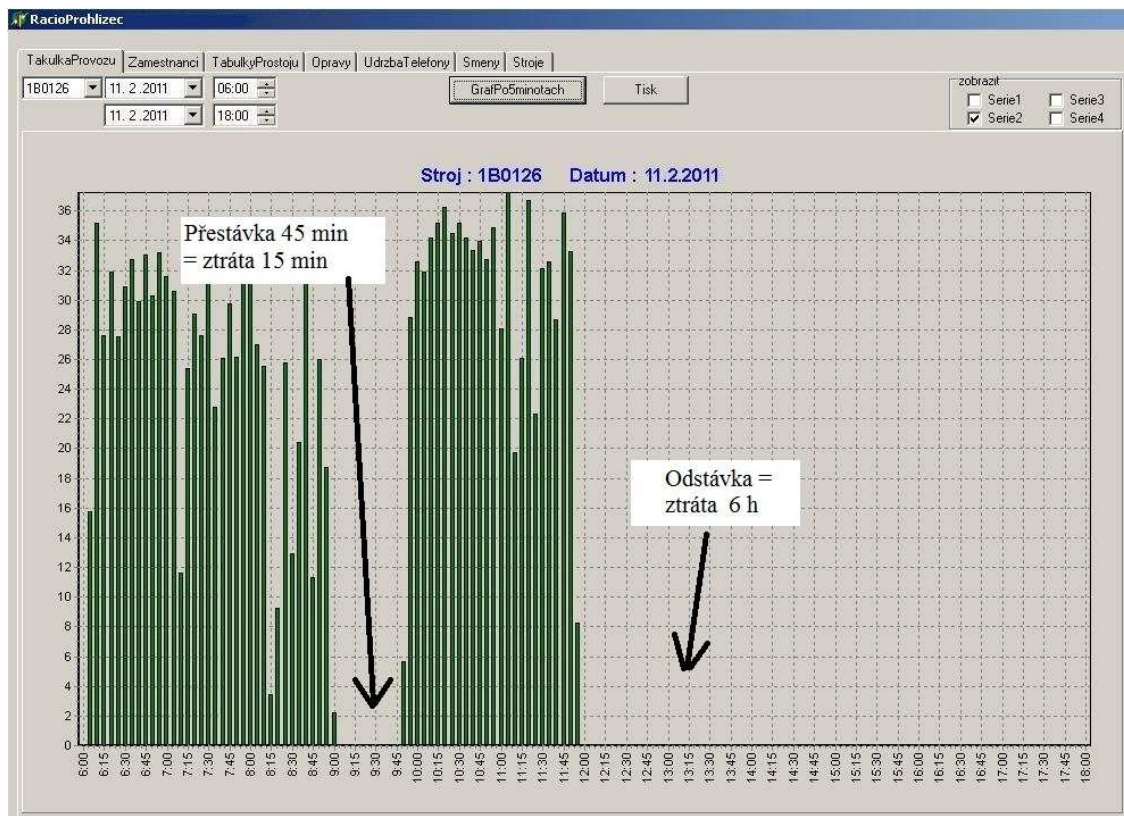 RacioProhlizec
TakulkaProvozu Zamestnanci TabulkyProstoju Opravy UdrzbaTelefony Smeny Stroje
1B0126 11. 2 .2011 06:00 GrafPo5minotach Tisk
11. 2 .2011 18:00
zobrazit
Serie1 Serie3
Serie2 Serie4
Stroj : 1B0126 Datum : 11.2.2011
36
34
32
30
28
26
24
22
20
18
16
14
12
10
8
6
4
2
0
Přestávka 45 min
= ztráta 15 min
Odstávka =
ztráta 6 h
6:00 6:15 6:30 6:45 7:00 7:15 7:30 7:45 8:00 8:15 8:30 8:45 9:00 9:15 9:30 9:45 10:00 10:15 10:30 10:45 11:00 11:15 11:30 11:45 12:00 12:15 12:30 12:45 13:00 13:15 13:30 13:45 14:00 14:15 14:30 14:45 15:00 15:15 15:30 15:45 16:00 16:15 16:30 16:45 17:00 17:15 17:30 17:45 18:00